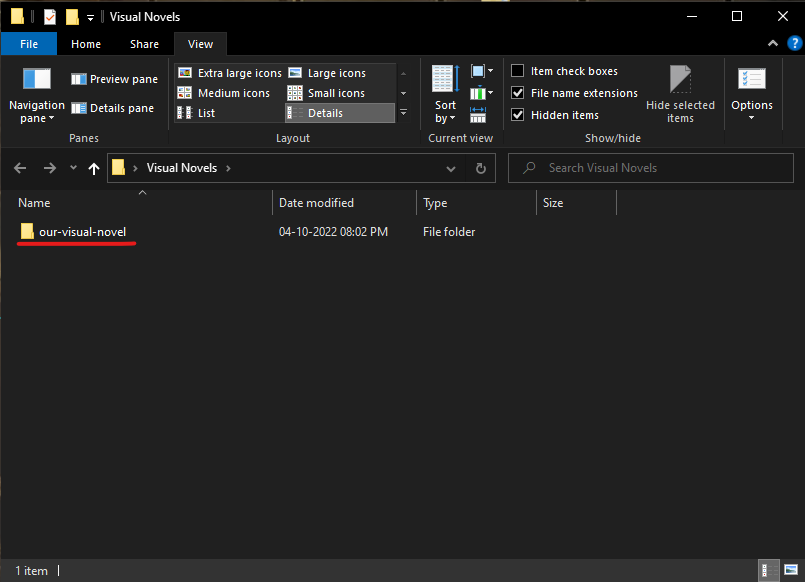 Visual Novels
File Home Share View
Navigation pane
Preview pane
Details pane
Panes
Extra large icons Large icons
Medium icons Small icons
List Details
Layout
Sort by
Current view
Item check boxes
File name extensions
Hidden items
Hide selected items
Show/hide
Options
Visual Novels
Search Visual Novels
Name Date modified Type Size
our-visual-novel 04-10-2022 08:02 PM File folder
1 item